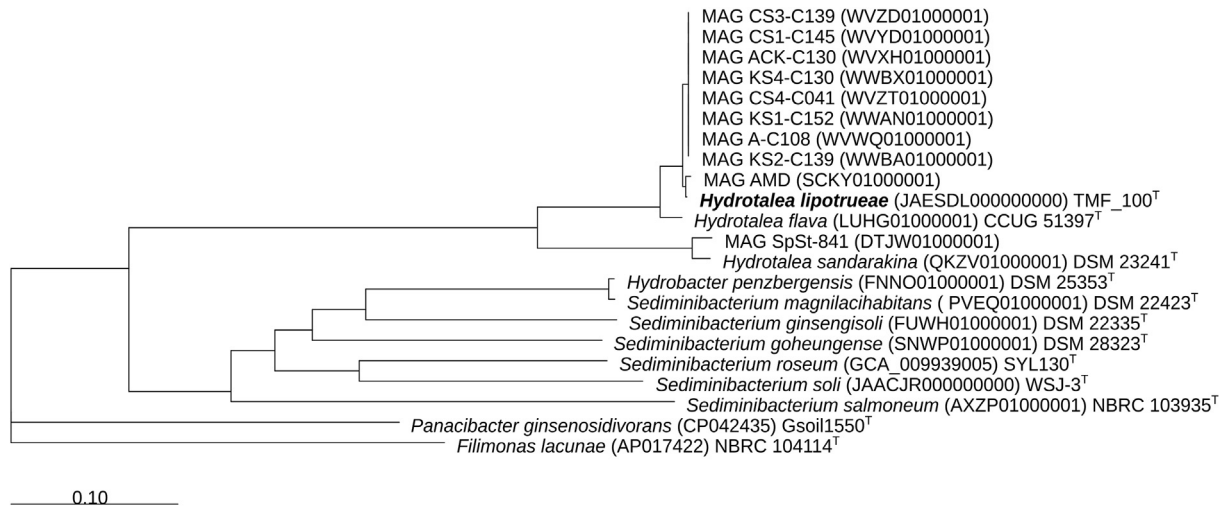 MAG CS3-C139 (WVZD01000001)
MAG CS1-C145 (WVYD01000001)
MAG ACK-C130 (WVXH01000001)
MAG KS4-C130 (WWBX01000001)
MAG CS4-C041 (WVZT01000001)
MAG KS1-C152 (WWAN01000001)
MAG A-C108 (WVWQ01000001)
MAG KS2-C139 (WWBA01000001)
MAG AMD (SCKY01000001)
Hydrotalea lipotrueae (JAESDL000000000) TMF_100T
Hydrotalea flava (LUHG01000001) CCUG 51397T
MAG SpSt-841 (DTJW01000001)
Hydrotalea sandarakina (QKZV01000001) DSM 23241T
Hydrobacter penzbergensis (FNNO01000001) DSM 25353T
Sediminibacterium magnilacihabitans ( PVEQ01000001) DSM 22423T
Sediminibacterium ginsengisoli (FUWH01000001) DSM 22335T
Sediminibacterium goheungense (SNWP01000001) DSM 28323T
Sediminibacterium roseum (GCA_009939005) SYL130T
Sediminibacterium soli (JAACJR000000000) WSJ-3T
Sediminibacterium salmoneum (AXZP01000001) NBRC 103935T
Panacibacter ginsenosidivorans (CP042435) Gsoil1550T
Filimonas lacunae (AP017422) NBRC 104114T
0.10